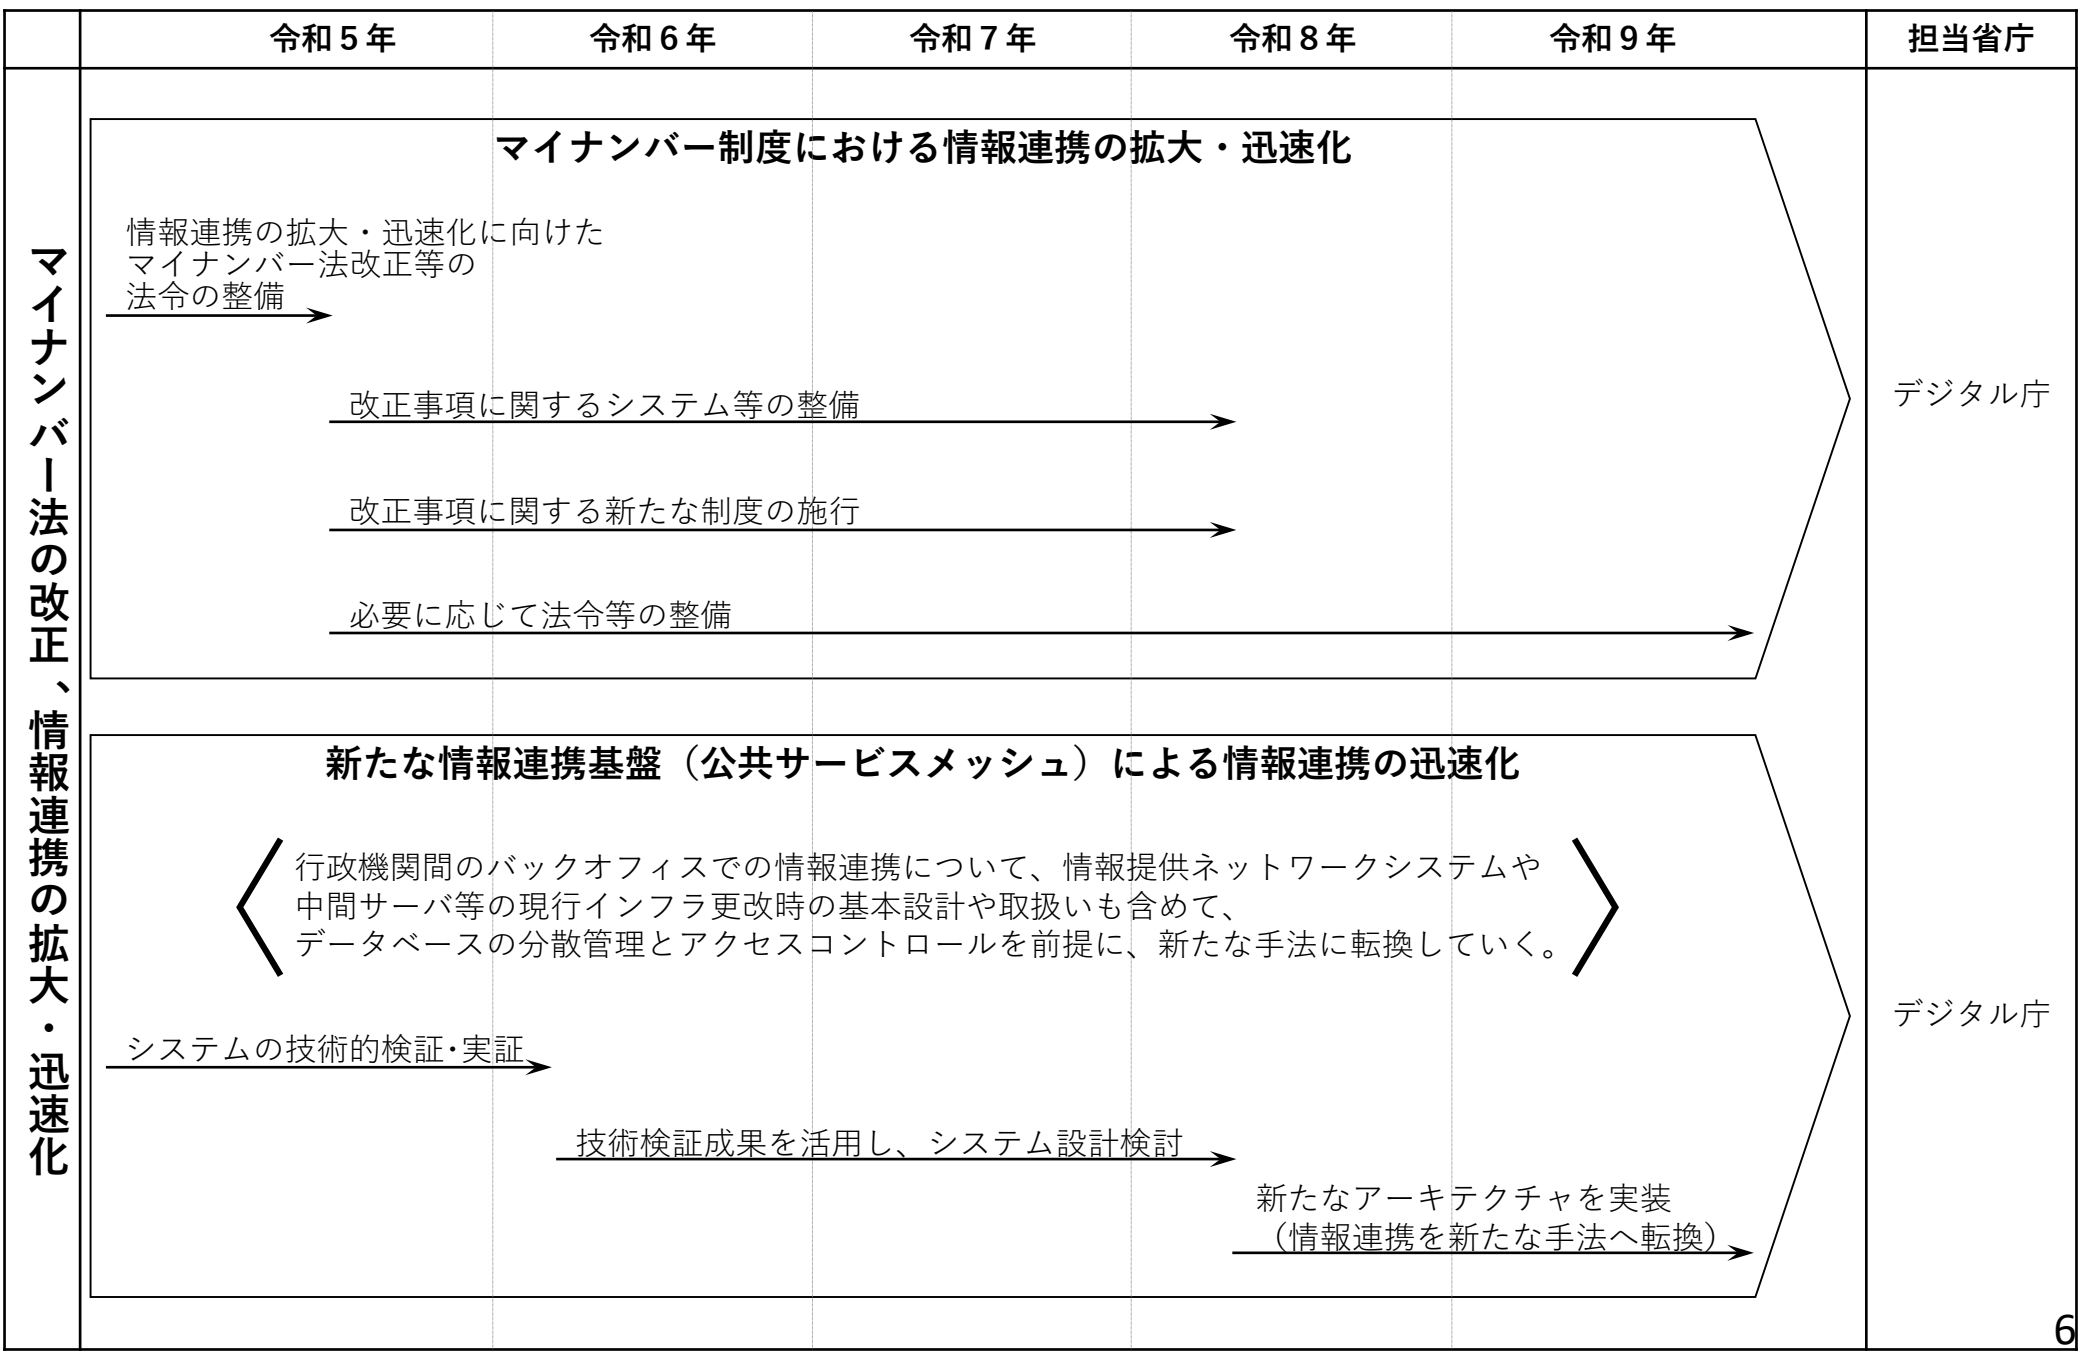 令和５年
令和６年
令和７年
令和８年
令和９年
担当省庁
マイナンバー法の改正、情報連携の拡大・迅速化
マイナンバー制度における情報連携の拡大・迅速化
情報連携の拡大・迅速化に向けた
マイナンバー法改正等の
法令の整備
改正事項に関するシステム等の整備
改正事項に関する新たな制度の施行
必要に応じて法令等の整備
デジタル庁
新たな情報連携基盤（公共サービスメッシュ）による情報連携の迅速化
行政機関間のバックオフィスでの情報連携について、情報提供ネットワークシステムや
中間サーバ等の現行インフラ更改時の基本設計や取扱いも含めて、
データベースの分散管理とアクセスコントロールを前提に、新たな手法に転換していく。
システムの技術的検証･実証
技術検証成果を活用し、システム設計検討
新たなアーキテクチャを実装
（情報連携を新たな手法へ転換）
デジタル庁
6